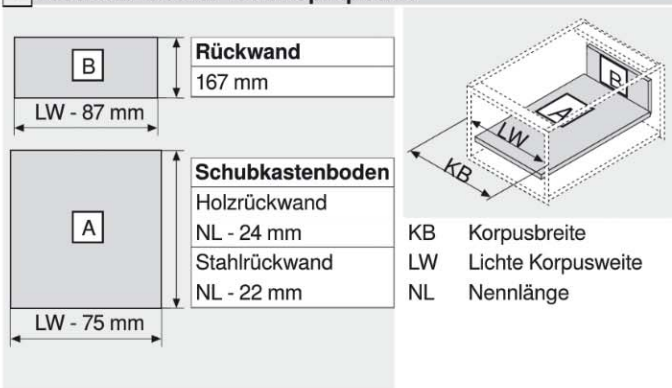 B
Rückwand
167 mm
LW - 87 mm
A
Schubkastenboden
Holzrückwand
NL - 24 mm
Stahlrückwand
NL - 22 mm
LW - 75 mm
B
A
LW
KB
KB Korpusbreite
LW Lichte Korpusweite
NL Nennlänge